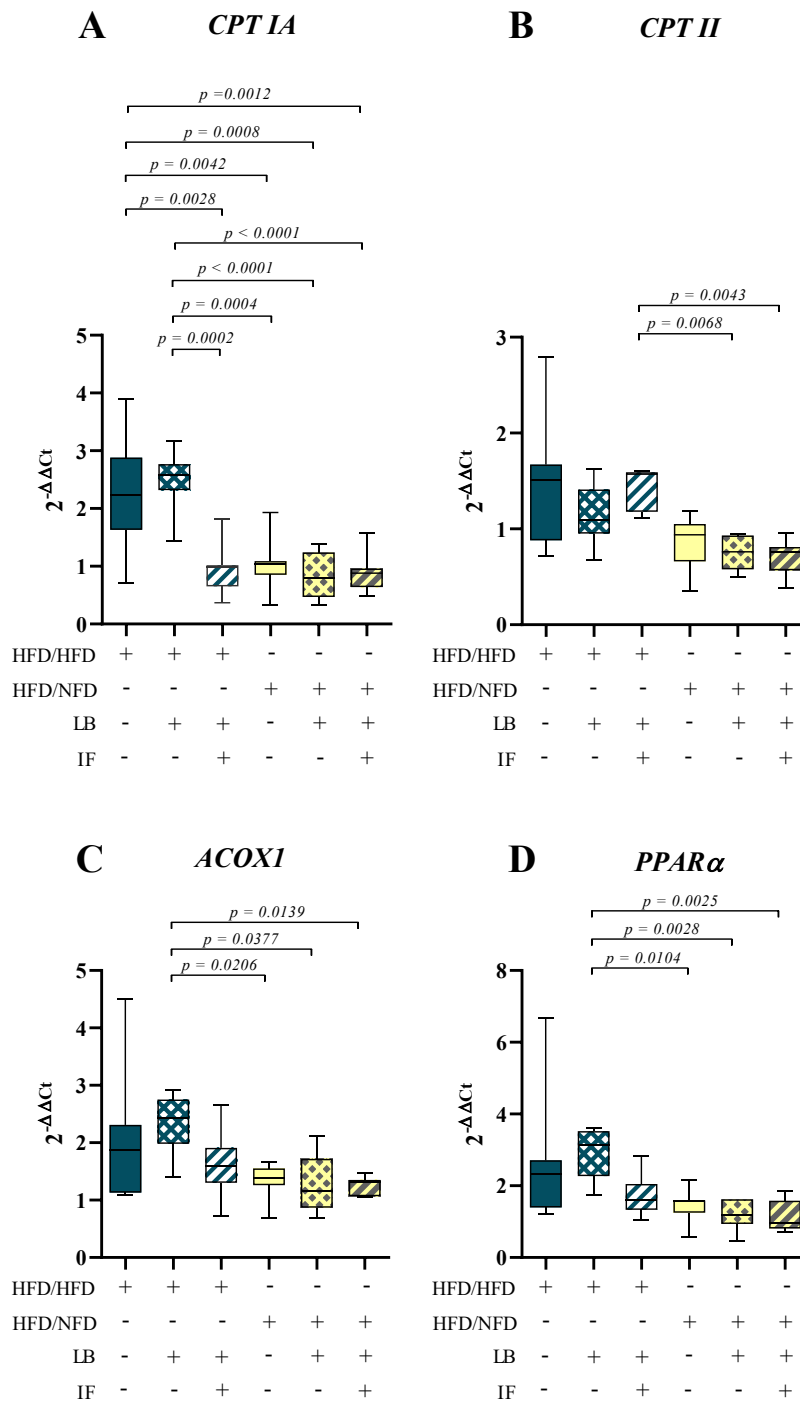 A CPT IA
p =0.0012
p = 0.0008
p = 0.0042
p = 0.0028
p < 0.0001
p < 0.0001
p = 0.0004
p = 0.0002
5
4
3
2
1
0
2-ΔΔCt
HFD/HFD + + + - - -
HFD/NFD - - - + + +
LB - + + - + +
IF - - + - - +
B CPT II
p = 0.0043
p = 0.0068
3
2
1
0
2-ΔΔCt
HFD/HFD + + + - - -
HFD/NFD - - - + + +
LB - + + - + +
IF - - + - - +
C ACOX1
p = 0.0139
p = 0.0377
p = 0.0206
5
4
3
2
1
0
2-ΔΔCt
HFD/HFD + + + - - -
HFD/NFD - - - + + +
LB - + + - + +
IF - - + - - +
D PPARα
p = 0.0025
p = 0.0028
p = 0.0104
8
6
4
2
0
2-ΔΔCt
HFD/HFD + + + - - -
HFD/NFD - - - + + +
LB - + + - + +
IF - - + - - +